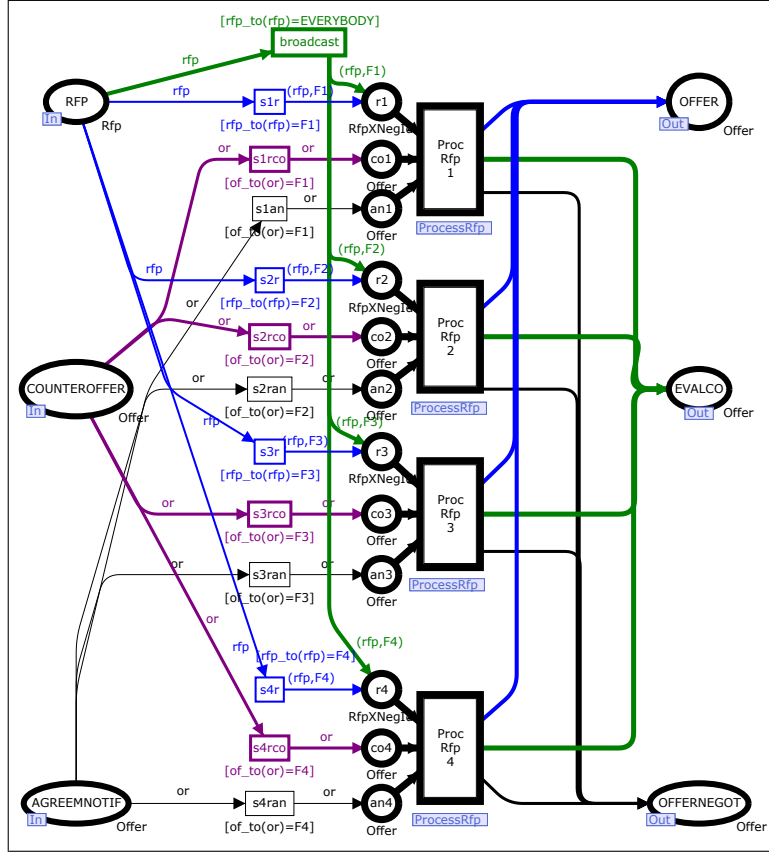 [rfp_to(rfp)=EVERYBODY]
broadcast
rfp
(rfp,F1)
RFP
In
Rfp
rfp
s1r
(rfp,F1)
r1
[rfp_to(rfp)=F1]
RfpXNegId
OFFER
Out
Offer
or
s1rco
or
co1
[of_to(or)=F1]
Offer
Proc
Rfp
1
s1an
or
an1
[of_to(or)=F1]
Offer
ProcessRfp
(rfp,F2)
rfp
s2r
(rfp,F2)
r2
[rfp_to(rfp)=F2]
RfpXNegId
or
or
s2rco
or
co2
[of_to(or)=F2]
Offer
Proc
Rfp
2
COUNTEROFFER
In
Offer
or
s2ran
or
an2
[of_to(or)=F2]
Offer
ProcessRfp
EVALCO
Out
Offer
rfp
(rfp,F3)
s3r
(rfp,F3)
r3
[rfp_to(rfp)=F3]
RfpXNegId
or
s3rco
or
co3
[of_to(or)=F3]
Offer
Proc
Rfp
3
or
s3ran
or
an3
[of_to(or)=F3]
Offer
ProcessRfp
or
rfp
[rfp_to(rfp)=F4]
(rfp,F4)
s4r
(rfp,F4)
r4
RfpXNegId
s4rco
or
co4
[of_to(or)=F4]
Offer
Proc
Rfp
4
AGREEMNOTIF
In
Offer
or
s4ran
or
an4
[of_to(or)=F4]
Offer
ProcessRfp
OFFERNEGOT
Out
Offer